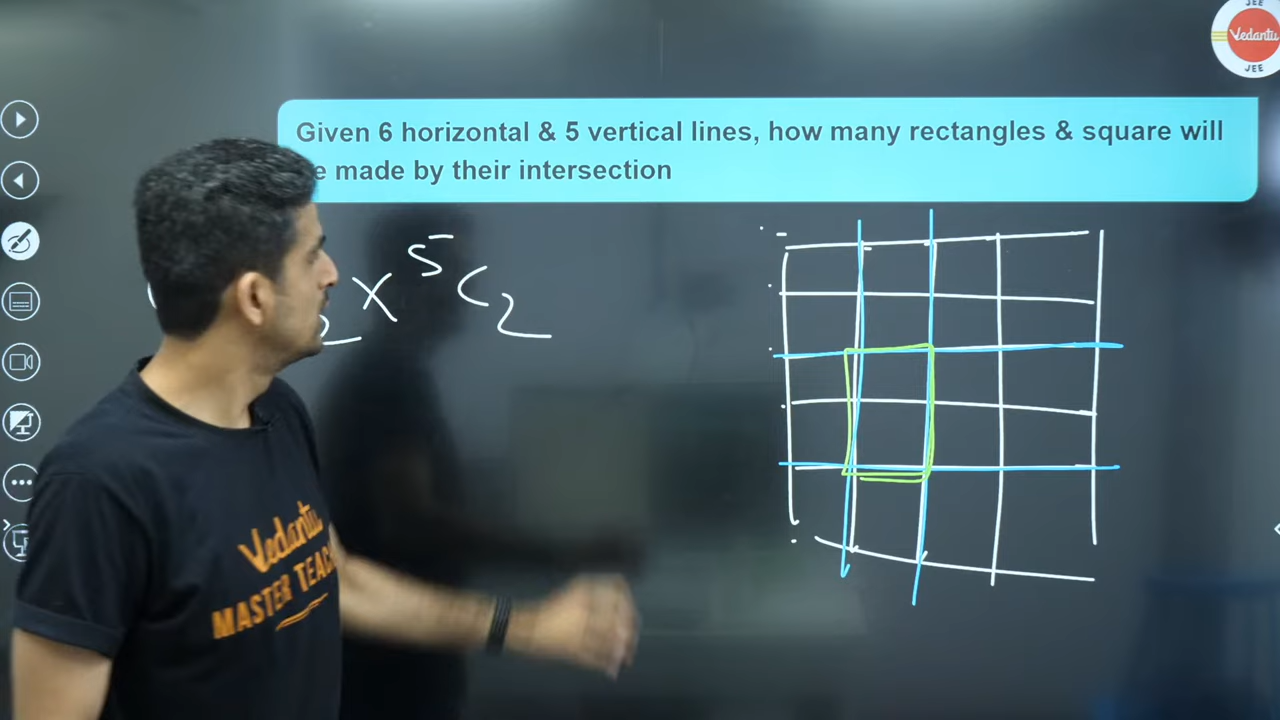 JEE
Vedantu
JEE
Given 6 horizontal & 5 vertical lines, how many rectangles & square will
made by their intersection
2 x 5C2
Vedantu
MASTER